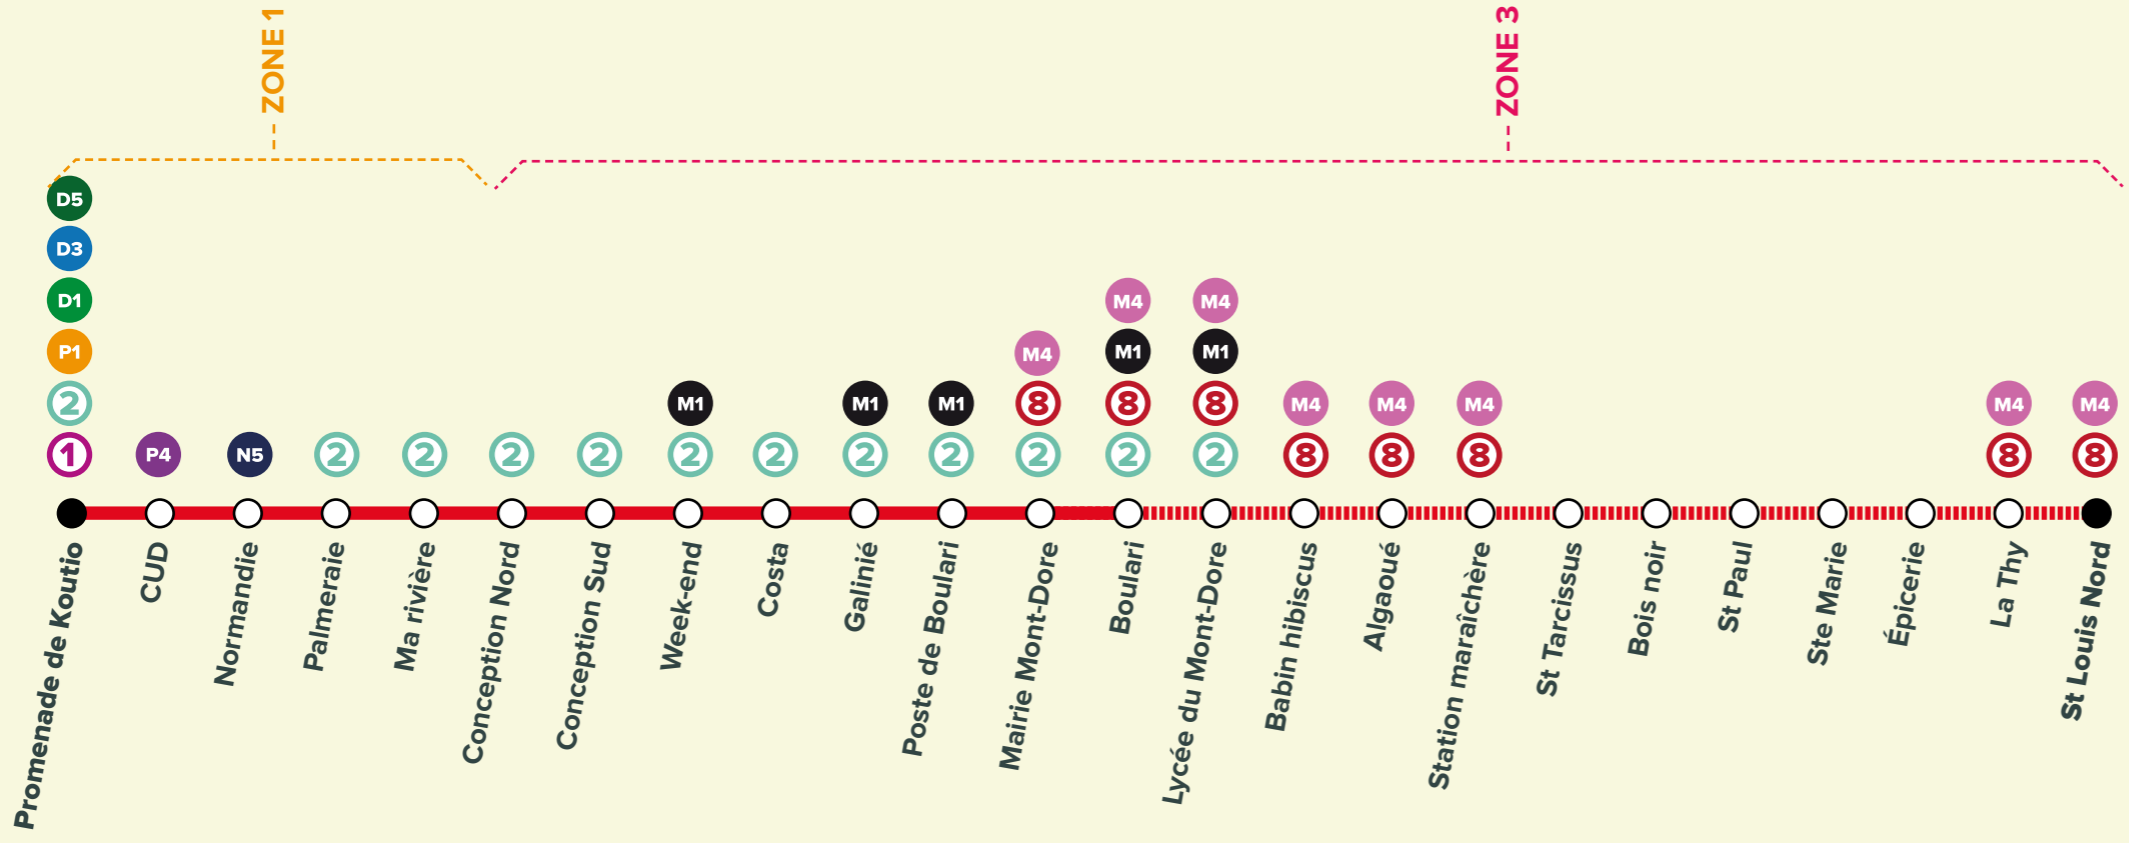 ZONE 1
ZONE 3
D5
D3
D1
P1
2
1
P4
N5
2
2
2
2
M1
2
2
M1
2
M1
2
M4
8
2
M4
M1
8
2
M4
M1
8
2
M4
8
M4
8
M4
8
M4
8
M4
8
Promenade de Koutio
CUD
Normandie
Palmeraie
Ma rivière
Conception Nord
Conception Sud
Week-end
Costa
Galinié
Poste de Boulari
Mairie Mont-Dore
Boulari
Lycée du Mont-Dore
Babin hibiscus
Algaoué
Station maraîchère
St Tarcissus
Bois noir
St Paul
Ste Marie
Épicerie
La Thy
St Louis Nord